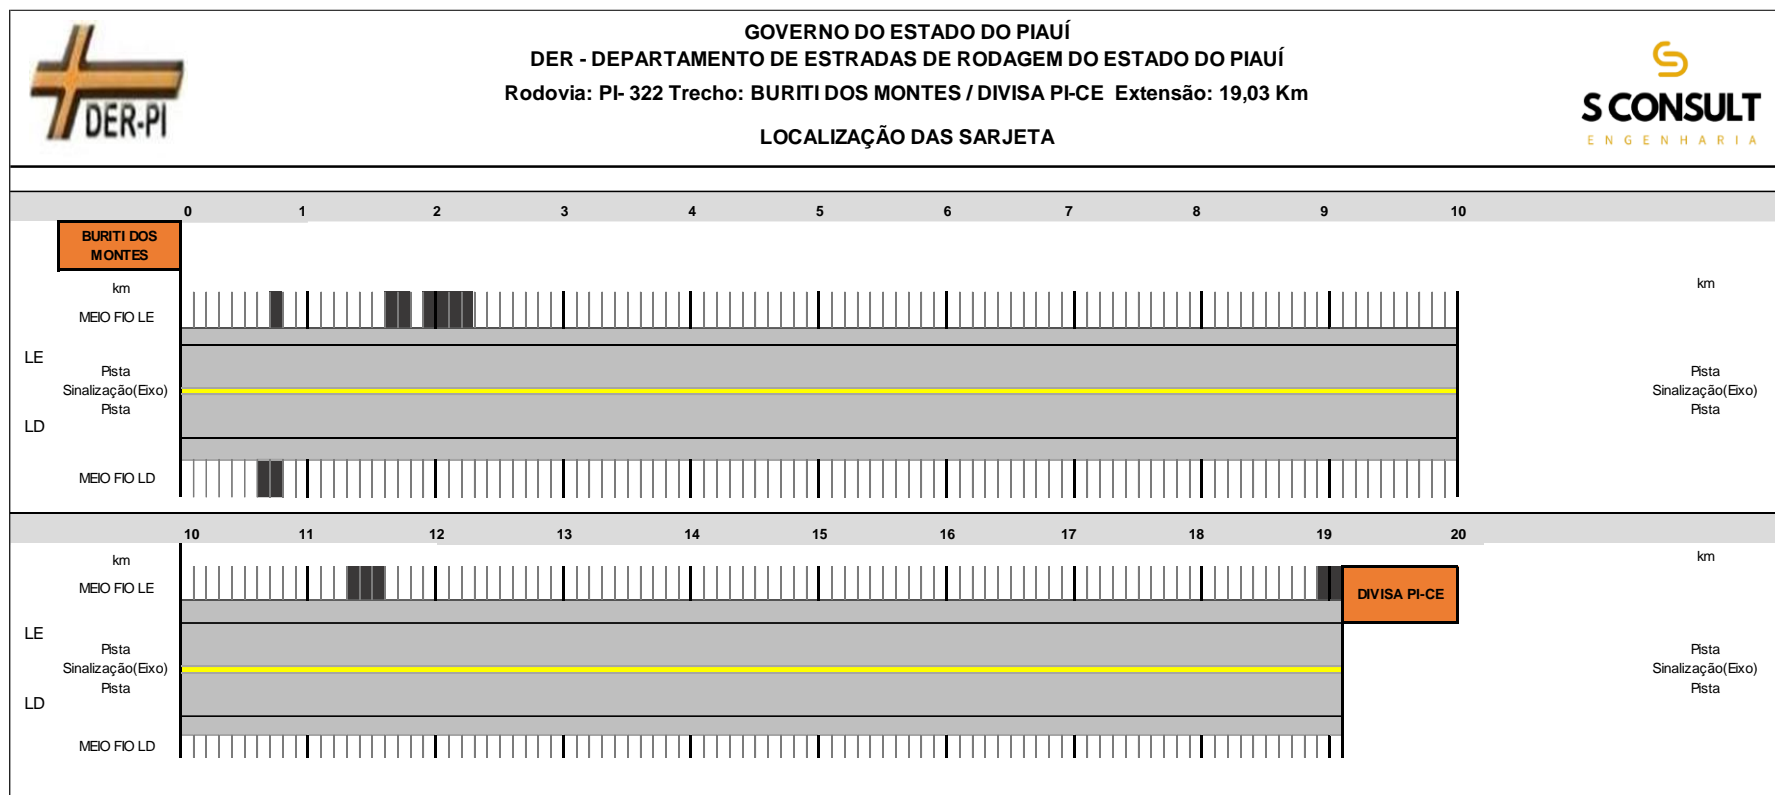 GOVERNO DO ESTADO DO PIAUÍ
DER - DEPARTAMENTO DE ESTRADAS DE RODAGEM DO ESTADO DO PIAUÍ
Rodovia: PI- 322 Trecho: BURITI DOS MONTES / DIVISA PI-CE Extensão: 19,03 Km
LOCALIZAÇÃO DAS SARJETA
DER-PI
S CONSULT
ENGENHARIA
0 1 2 3 4 5 6 7 8 9 10
BURITI DOS
MONTES
km km
MEIO FIO LE
LE
Pista Pista
Sinalização(Eixo) Sinalização(Eixo)
Pista Pista
LD
MEIO FIO LD
10 11 12 13 14 15 16 17 18 19 20
km km
MEIO FIO LE
DIVISA PI-CE
LE
Pista Pista
Sinalização(Eixo) Sinalização(Eixo)
Pista Pista
LD
MEIO FIO LD